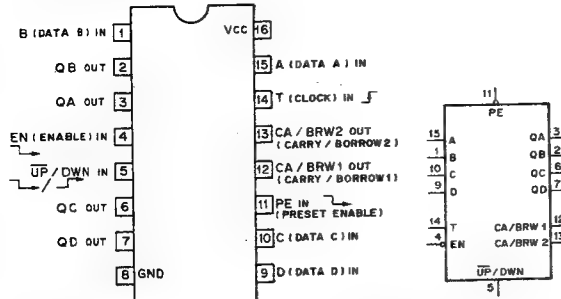 B (DATA B) IN 1
QB OUT 2
QA OUT 3
EN (ENABLE) IN 4
UP/DWN IN 5
QC OUT 6
QD OUT 7
8 GND
VCC 16
15 A (DATA A) IN
14 T (CLOCK) IN
13 CA/BRW2 OUT
(CARRY/BORROW2)
12 CA/BRW1 OUT
(CARRY/BORROW1)
11 PE IN
(PRESET ENABLE)
10 C (DATA C) IN
9 D (DATA D) IN
11
PE
15 A QA 3
1 B QB 2
10 C QC 6
9 D QD 7
14 T CA/BRW 1 12
4 EN CA/BRW 2 13
UP/DWN
5